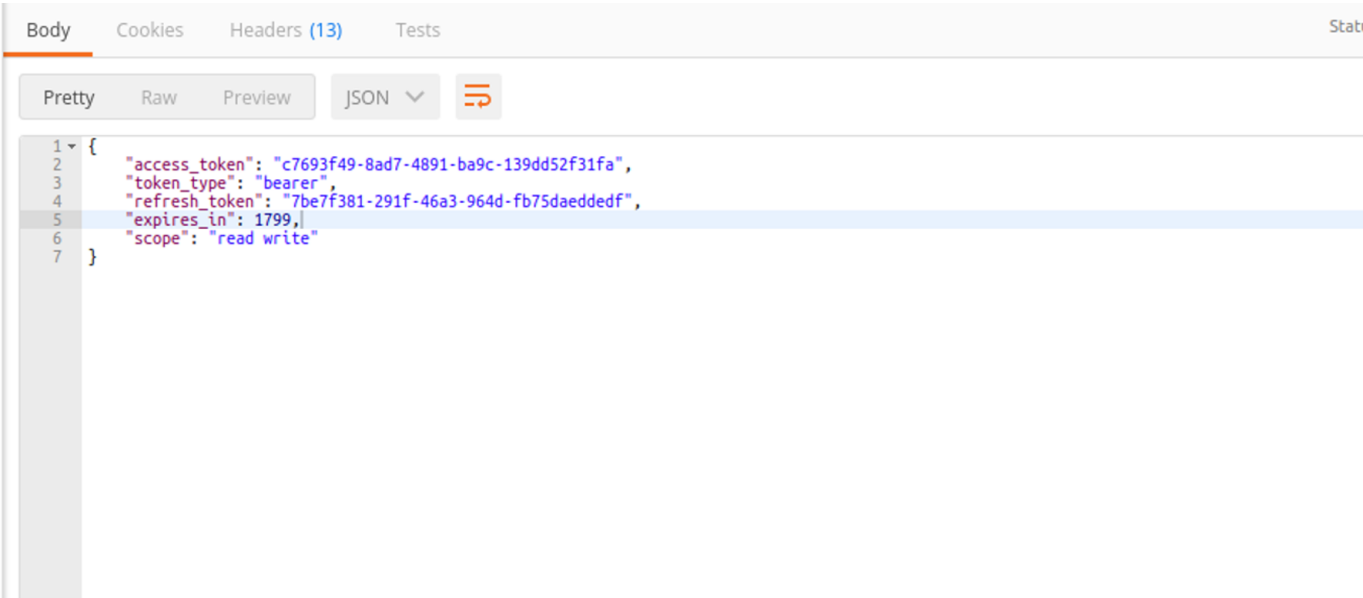 Body Cookies Headers (13) Tests
Pretty Raw Preview JSON
1 {
2 "access_token": "c7693f49-8ad7-4891-ba9c-139dd52f31fa",
3 "token_type": "bearer",
4 "refresh_token": "7be7f381-291f-46a3-964d-fb75daeddedf",
5 "expires_in": 1799,
6 "scope": "read write"
7 }